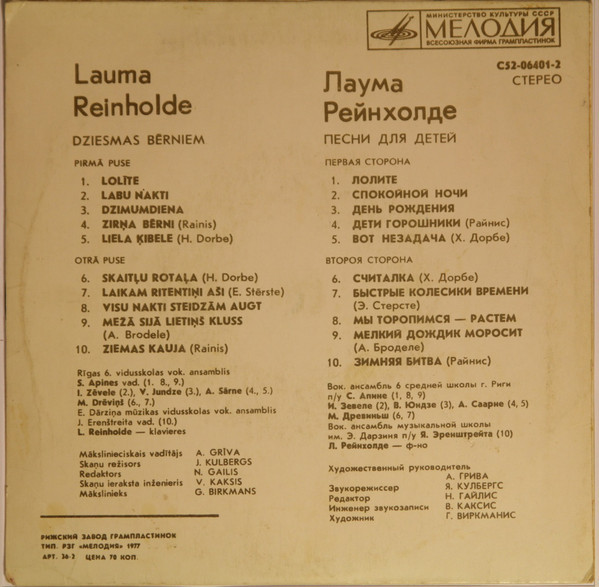 МИНИСТЕРСТВО КУЛЬТУРЫ СССР
МЕЛОДИЯ
ВСЕСОЮЗНАЯ ФИРМА ГРАМПЛАСТИНОК
С52-06401-2
СТЕРЕО
Lauma
Reinholde
DZIESMAS BĒRNIEM
PIRMĀ PUSE
1. LOLĪTE
2. LABU NAKTI
3. DZIMUMDIENA
4. ZIRŅA BĒRNI (Rainis)
5. LIELA ĶIBELE (H. Dorbe)
OTRĀ PUSE
6. SKAITĻU ROTAĻA (H. Dorbe)
7. LAIKAM RITENTIŅI AŠI (E. Stērste)
8. VISU NAKTI STEIDZĀM AUGT
9. MEŽĀ SIJĀ LIETIŅŠ KLUSS
(A. Brodele)
10. ZIEMAS KAUJA (Rainis)
Rīgas 6. vidusskolas vok. ansamblis
S. Apines vad. (1. 8., 9.)
I. Zēvele (2.), V. Jundze (3.), A. Sārne (4., 5.)
M. Drēviņš (6., 7.)
E. Dārziņa mūzikas vidusskolas vok. ansamblis
J. Erenštreita vad. (10.)
L. Reinholde — klavieres
Mākslinieciskais vadītājs A. GRĪVA
Skaņu režisors J. KULBERGS
Redaktors N. GAILIS
Skaņu ieraksta inženieris V. KAKSIS
Mākslinieks G. BIRKMANS
РИЖСКИЙ ЗАВОД ГРАМПЛАСТИНОК
ТИП. РЗГ «МЕЛОДИЯ» 1977
АРТ. 36-2 ЦЕНА 70 КОП.
Лаума
Рейнхолде
ПЕСНИ ДЛЯ ДЕТЕЙ
ПЕРВАЯ СТОРОНА
1. ЛОЛИТЕ
2. СПОКОЙНОЙ НОЧИ
3. ДЕНЬ РОЖДЕНИЯ
4. ДЕТИ ГОРОШНИКИ (Райнис)
5. ВОТ НЕЗАДАЧА (Х. Дорбе)
ВТОРАЯ СТОРОНА
6. СЧИТАЛКА (Х. Дорбе)
7. БЫСТРЫЕ КОЛЕСИКИ ВРЕМЕНИ
(Э. Стерсте)
8. МЫ ТОРОПИМСЯ — РАСТЕМ
9. МЕЛКИЙ ДОЖДИК МОРОСИТ
(А. Броделе)
10. ЗИМНЯЯ БИТВА (Райнис)
Вок. ансамбль 6 средней школы г. Риги
п/у С. Апине (1, 8, 9)
И. Зевеле (2), В. Юндзе (3), А. Саарне (4, 5)
М. Древиньш (6, 7)
Вок. ансамбль музыкальной школы
им. Э. Дарзиня п/у Я. Эренштрейта (10)
Л. Рейнхолде — ф-но
Художественный руководитель
А. ГРИВА
Звукорежиссер Я. КУЛБЕРГС
Редактор Н. ГАЙЛИС
Инженер звукозаписи В. КАКСИС
Художник Г. ВИРКМАНИС